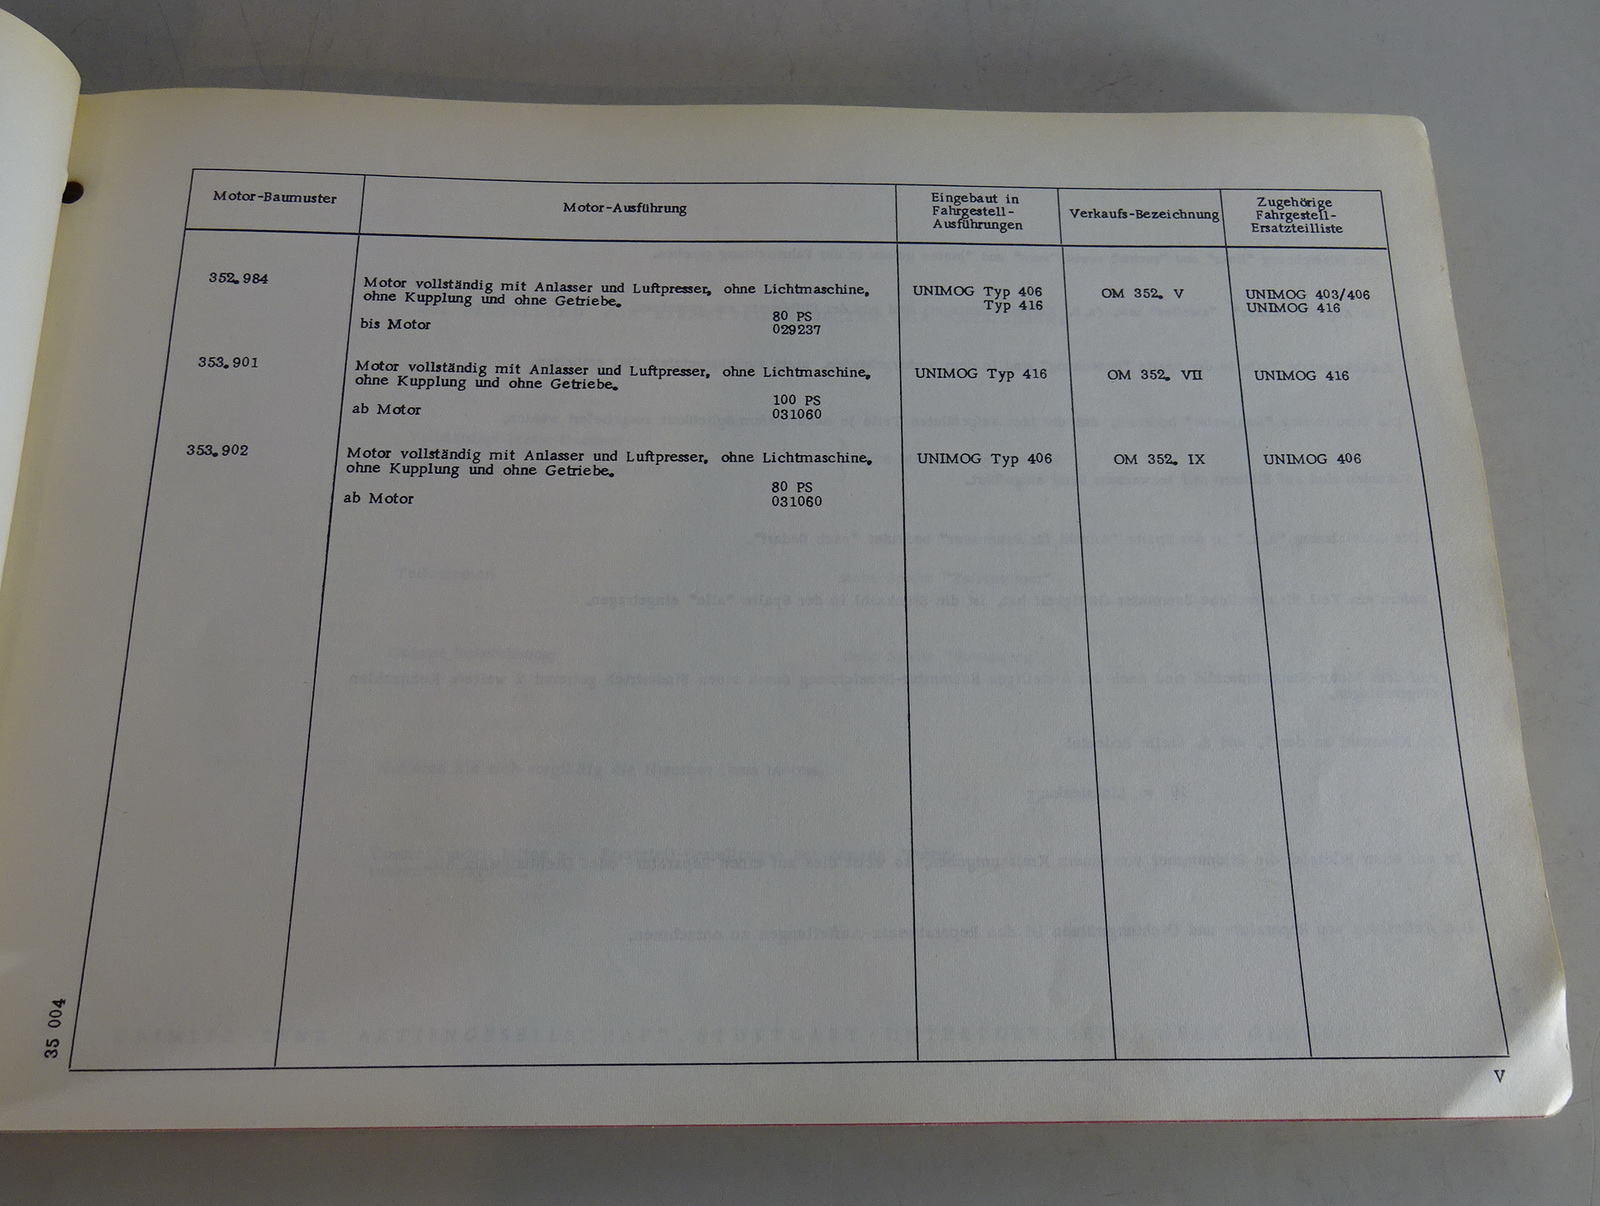 Motor-Baumuster
Motor-Ausführung
Eingebaut in
Fahrgestell-
Ausführungen
Verkaufs-Bezeichnung
Zugehörige
Fahrgestell-
Ersatzteilliste
352.984
Motor vollständig mit Anlasser und Luftpresser, ohne Lichtmaschine,
ohne Kupplung und ohne Getriebe.
80 PS
bis Motor 029237
UNIMOG Typ 406
Typ 416
OM 352. V
UNIMOG 403/406
UNIMOG 416
353.901
Motor vollständig mit Anlasser und Luftpresser, ohne Lichtmaschine,
ohne Kupplung und ohne Getriebe.
100 PS
ab Motor 031060
UNIMOG Typ 416
OM 352. VII
UNIMOG 416
353.902
Motor vollständig mit Anlasser und Luftpresser, ohne Lichtmaschine,
ohne Kupplung und ohne Getriebe.
80 PS
ab Motor 031060
UNIMOG Typ 406
OM 352. IX
UNIMOG 406
35 004
V